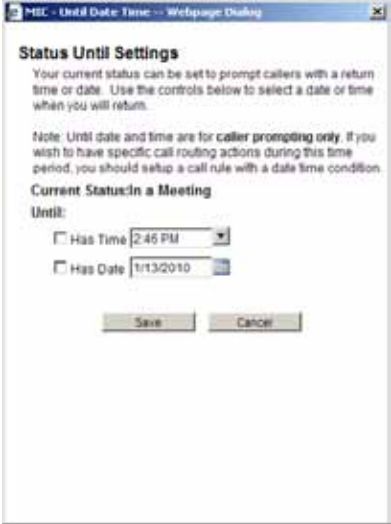 MIC - Until Date Time -- Webpage Dialog
Status Until Settings
Your current status can be set to prompt callers with a return
time or date. Use the controls below to select a date or time
when you will return.
Note: Until date and time are for caller prompting only. If you
wish to have specific call routing actions during this time
period, you should setup a call rule with a date time condition.
Current Status:In a Meeting
Until:
Has Time 2:46 PM
Has Date 1/13/2010
Save Cancel